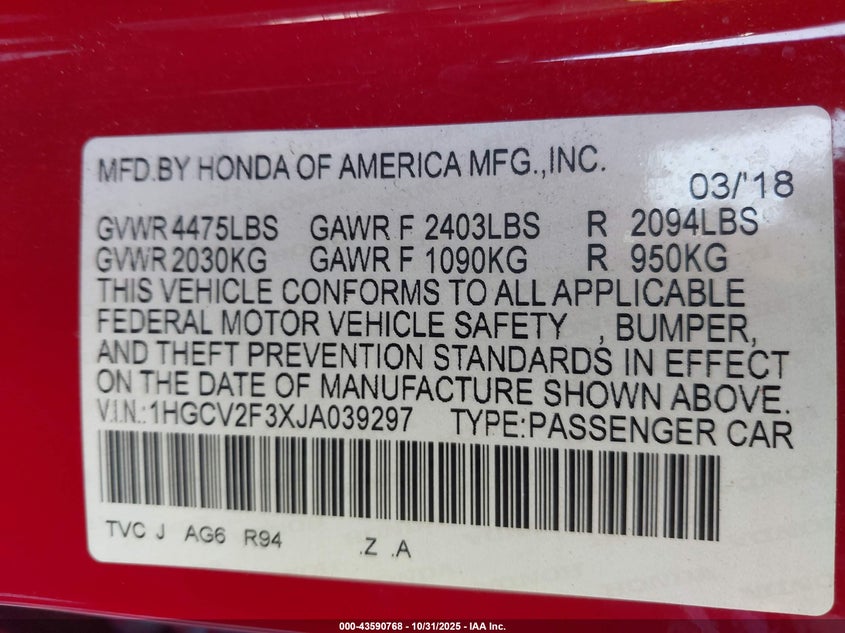 MFD.BY HONDA OF AMERICA MFG.,INC.
03/'18
GVWR 4475LBS GAWR F 2403LBS R 2094LBS
GVWR 2030KG GAWR F 1090KG R 950KG
THIS VEHICLE CONFORMS TO ALL APPLICABLE
FEDERAL MOTOR VEHICLE SAFETY , BUMPER,
AND THEFT PREVENTION STANDARDS IN EFFECT
ON THE DATE OF MANUFACTURE SHOWN ABOVE.
V.I.N.:1HGCV2F3XJA039297 TYPE:PASSENGER CAR
TVC J AG6 R94 .Z .A
000-43590768 - 10/31/2025 - IAA Inc.